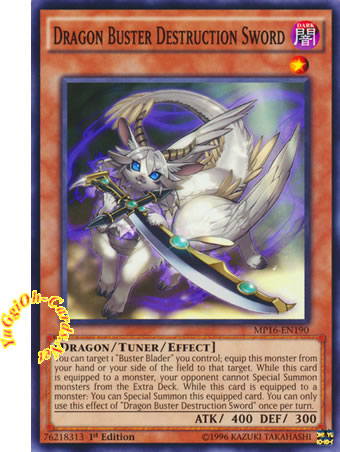 DRAGON BUSTER DESTRUCTION SWORD
DARK
闇
YuGgiOh-Cards.net
MP16-EN190
[DRAGON/TUNER/EFFECT]
You can target 1 "Buster Blader" you control; equip this monster from
your hand or your side of the field to that target. While this card
is equipped to a monster, your opponent cannot Special Summon
monsters from the Extra Deck. While this card is equipped to a
monster: You can Special Summon this equipped card. You can only
use this effect of "Dragon Buster Destruction Sword" once per turn.
ATK/ 400 DEF/ 300
76218313 1st Edition ©1996 KAZUKI TAKAHASHI